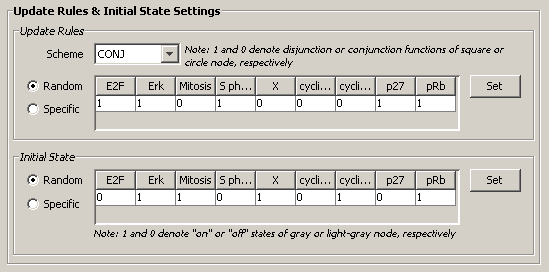 Update Rules & Initial State Settings
Update Rules
Scheme CONJ Note: 1 and 0 denote disjunction or conjunction functions of square or
circle node, respectively
Random E2F Erk Mitosis S ph... X cycli... cycli... p27 pRb Set
1 1 0 1 0 0 0 1 1
Specific
Initial State
Random E2F Erk Mitosis S ph... X cycli... cycli... p27 pRb Set
0 1 1 0 1 0 1 0 1
Specific
Note: 1 and 0 denote "on" or "off" states of gray or light-gray node, respectively